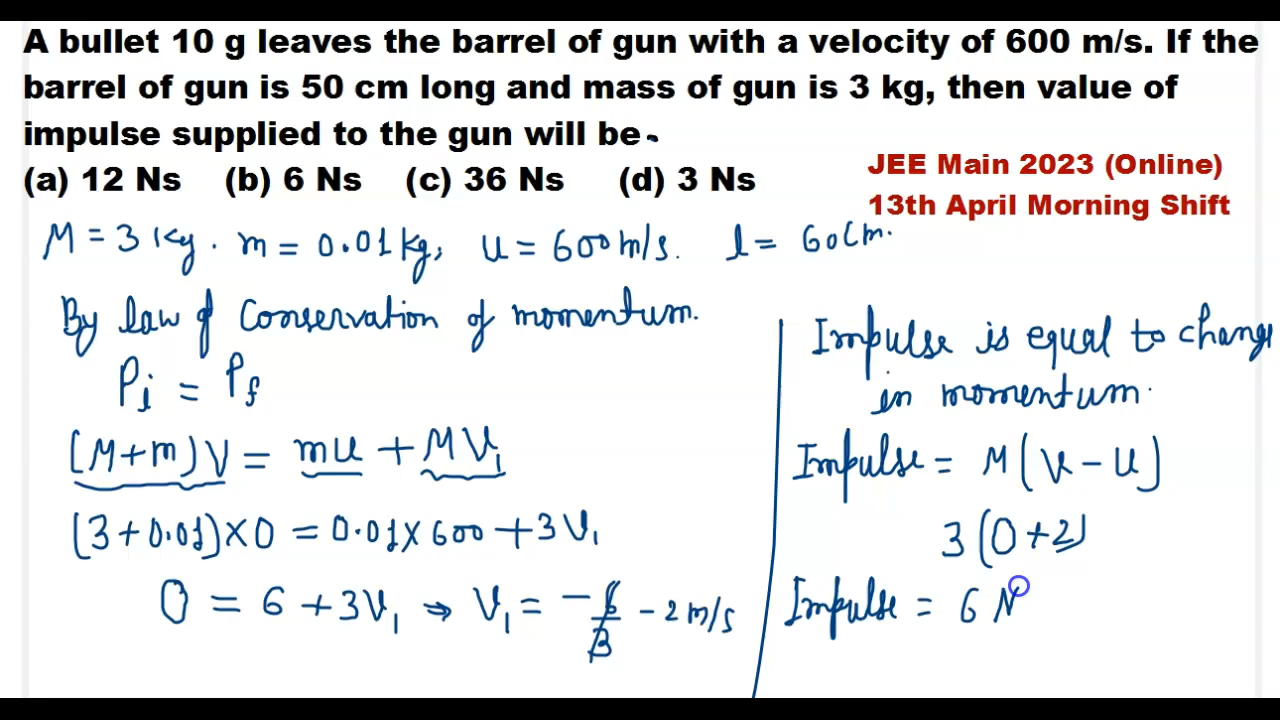 A bullet 10 g leaves the barrel of gun with a velocity of 600 m/s. If the
barrel of gun is 50 cm long and mass of gun is 3 kg, then value of
impulse supplied to the gun will be.
(a) 12 Ns (b) 6 Ns (c) 36 Ns (d) 3 Ns
JEE Main 2023 (Online)
13th April Morning Shift
M = 3 Kg. m = 0.01 kg, u = 600 m/s. l = 60 Cm.
By law of Conservation of momentum.
Pi = Pf
(M+m)V = mu + MV₁
(3+0.01)×0 = 0.01×600 + 3V₁
0 = 6 + 3V₁ ⇒ V₁ = -6/3 - 2 m/s
Impulse is equal to change
in momentum.
Impulse = M(V-U)
3(0+2)
Impulse = 6 N